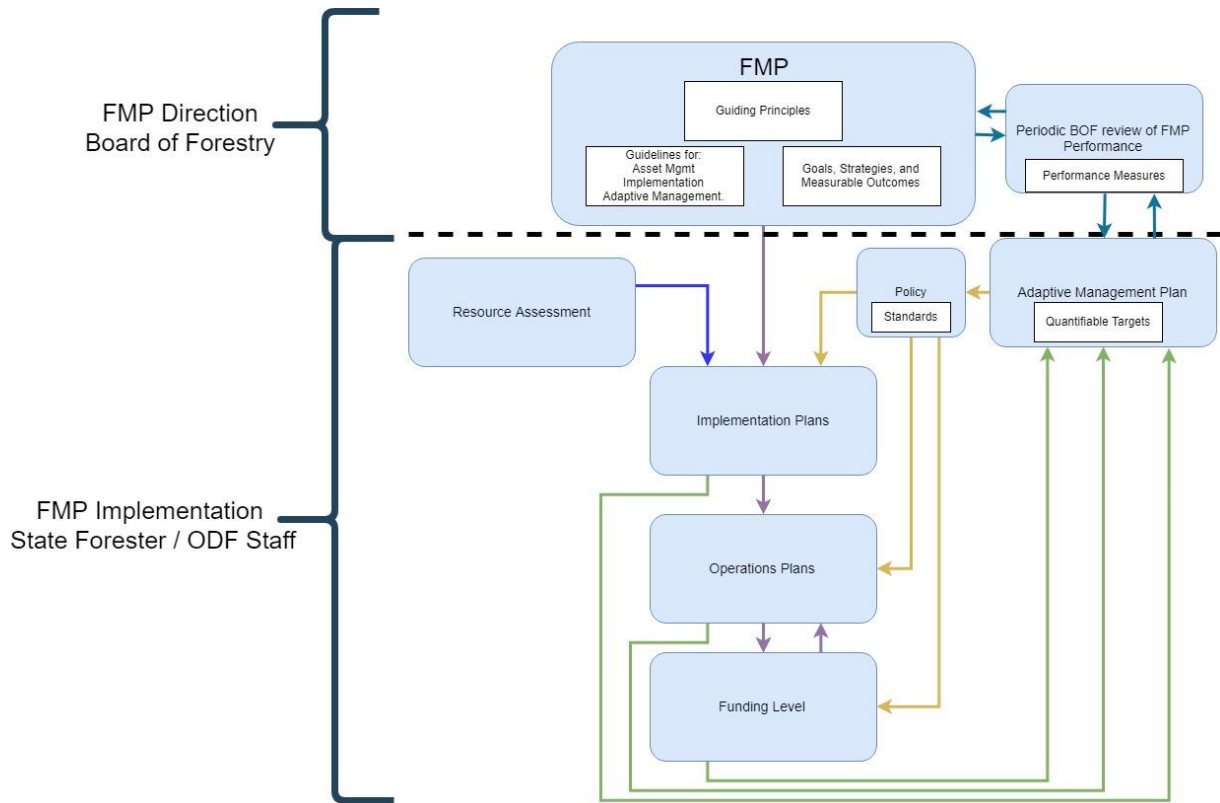 FMP Direction
Board of Forestry
FMP
Guiding Principles
Guidelines for:
Asset Mgmt
Implementation
Adaptive Management.
Goals, Strategies, and
Measurable Outcomes
Periodic BOF review of FMP
Performance
Performance Measures
Resource Assessment
Policy
Standards
Adaptive Management Plan
Quantifiable Targets
Implementation Plans
FMP Implementation
State Forester / ODF Staff
Operations Plans
Funding Level